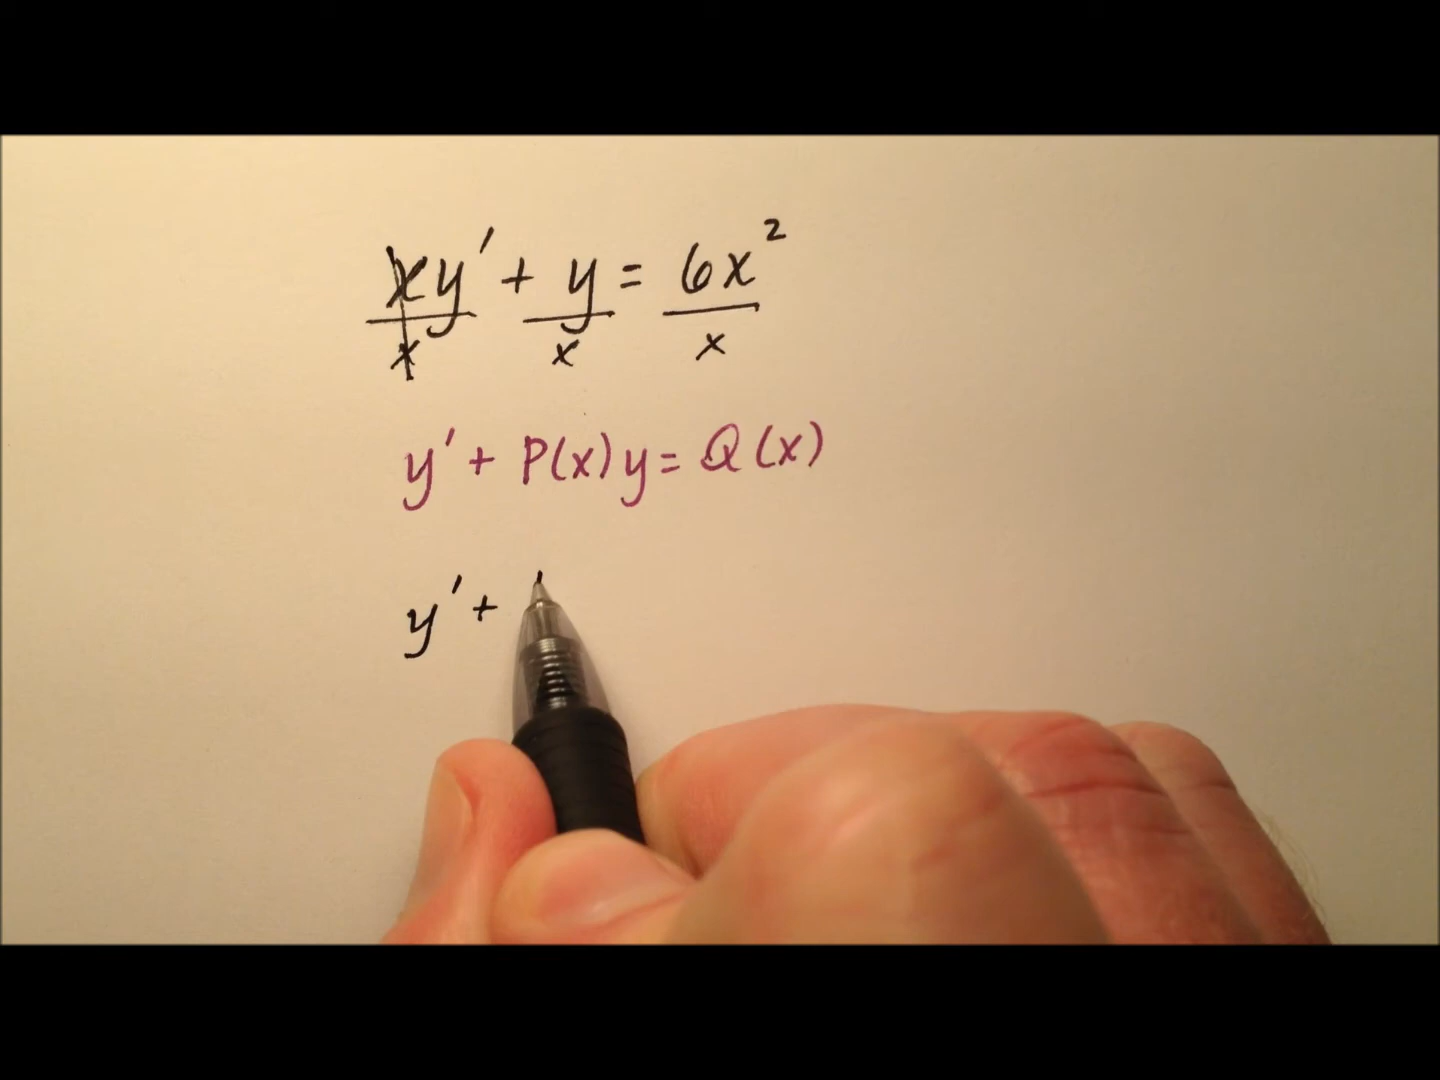 xy' + y = 6x²
x x x
y' + P(x)y = Q(x)
y' +